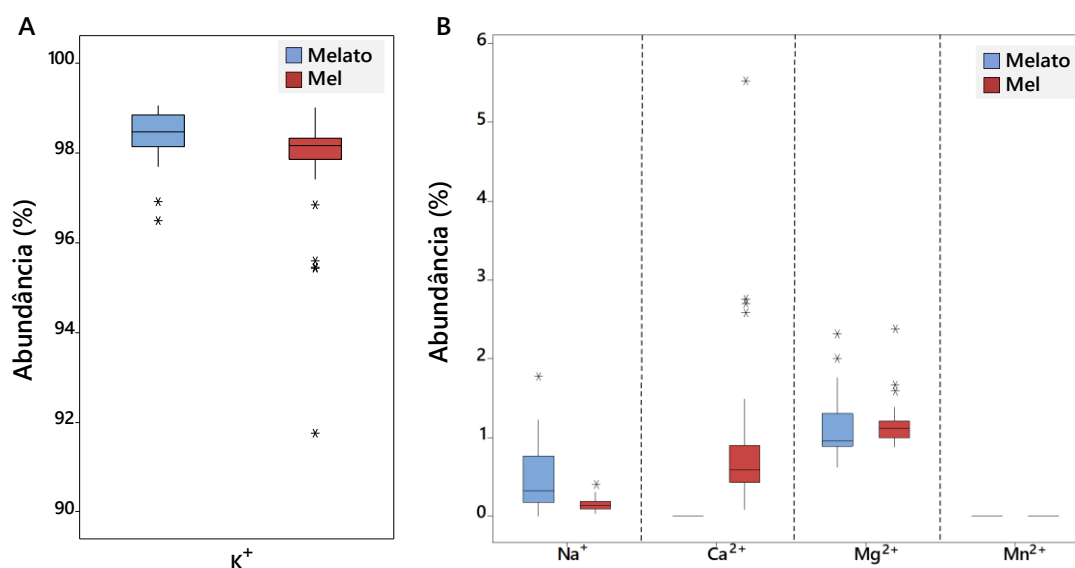 A
Abundância (%)
100
98
96
94
92
90
Melato
Mel
K⁺
B
Abundância (%)
6
5
4
3
2
1
0
Melato
Mel
Na⁺
Ca²⁺
Mg²⁺
Mn²⁺